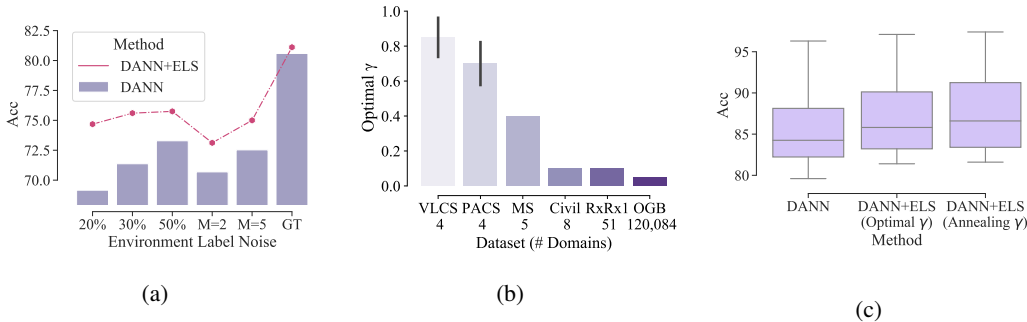 82.5
80.0
77.5
75.0
72.5
70.0
Acc
Method
DANN+ELS
DANN
20% 30% 50% M=2 M=5 GT
Environment Label Noise
(a)
1.0
0.8
0.6
0.4
0.2
0.0
Optimal γ
VLCS PACS MS Civil RxRx1 OGB
4 4 5 8 51 120,084
Dataset (# Domains)
(b)
95
90
85
80
Acc
DANN DANN+ELS DANN+ELS
(Optimal γ) (Annealing γ)
Method
(c)